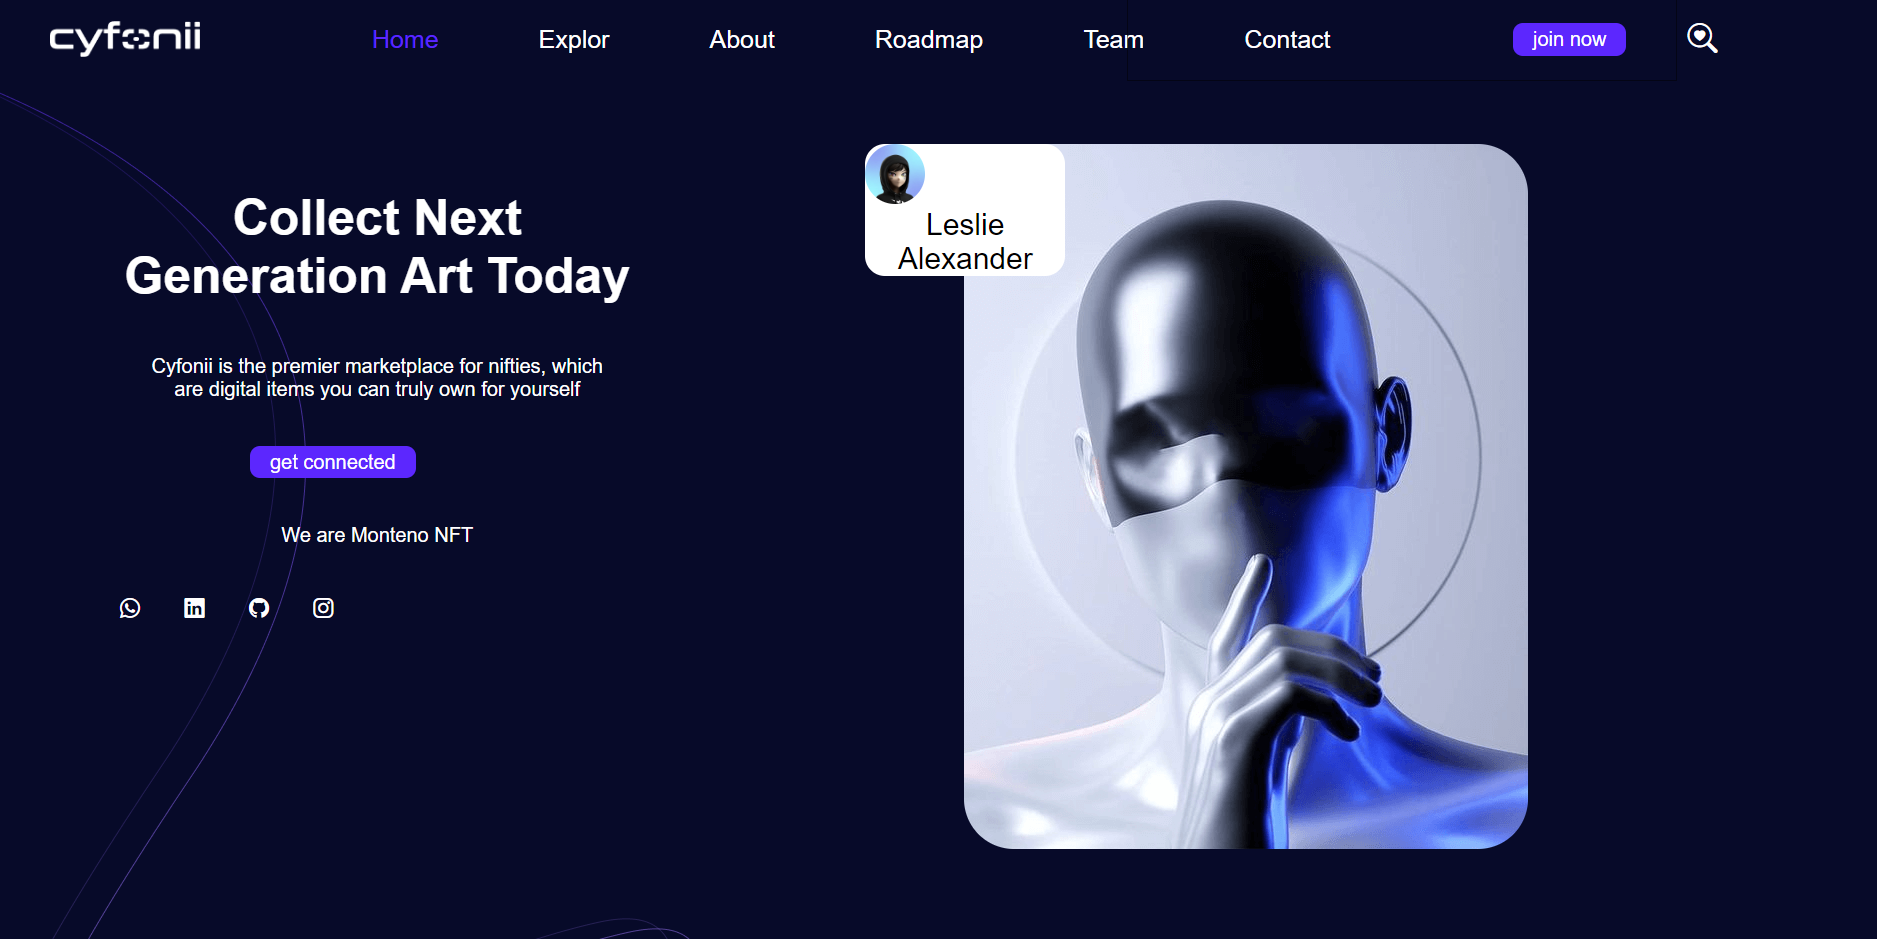 cyfonii
Home
Explor
About
Roadmap
Team
Contact
join now
Leslie
Alexander
Collect Next
Generation Art Today
Cyfonii is the premier marketplace for nifties, which
are digital items you can truly own for yourself
get connected
We are Monteno NFT
in